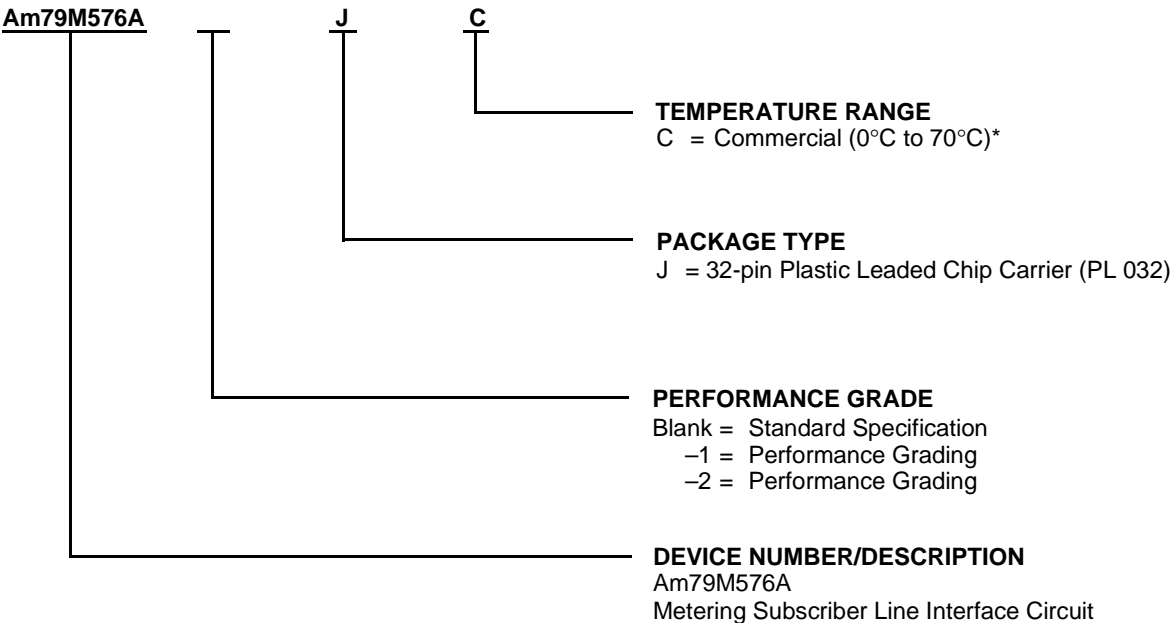 Am79M576A J C
TEMPERATURE RANGE
C = Commercial (0°C to 70°C)*
PACKAGE TYPE
J = 32-pin Plastic Leaded Chip Carrier (PL 032)
PERFORMANCE GRADE
Blank = Standard Specification
–1 = Performance Grading
–2 = Performance Grading
DEVICE NUMBER/DESCRIPTION
Am79M576A
Metering Subscriber Line Interface Circuit